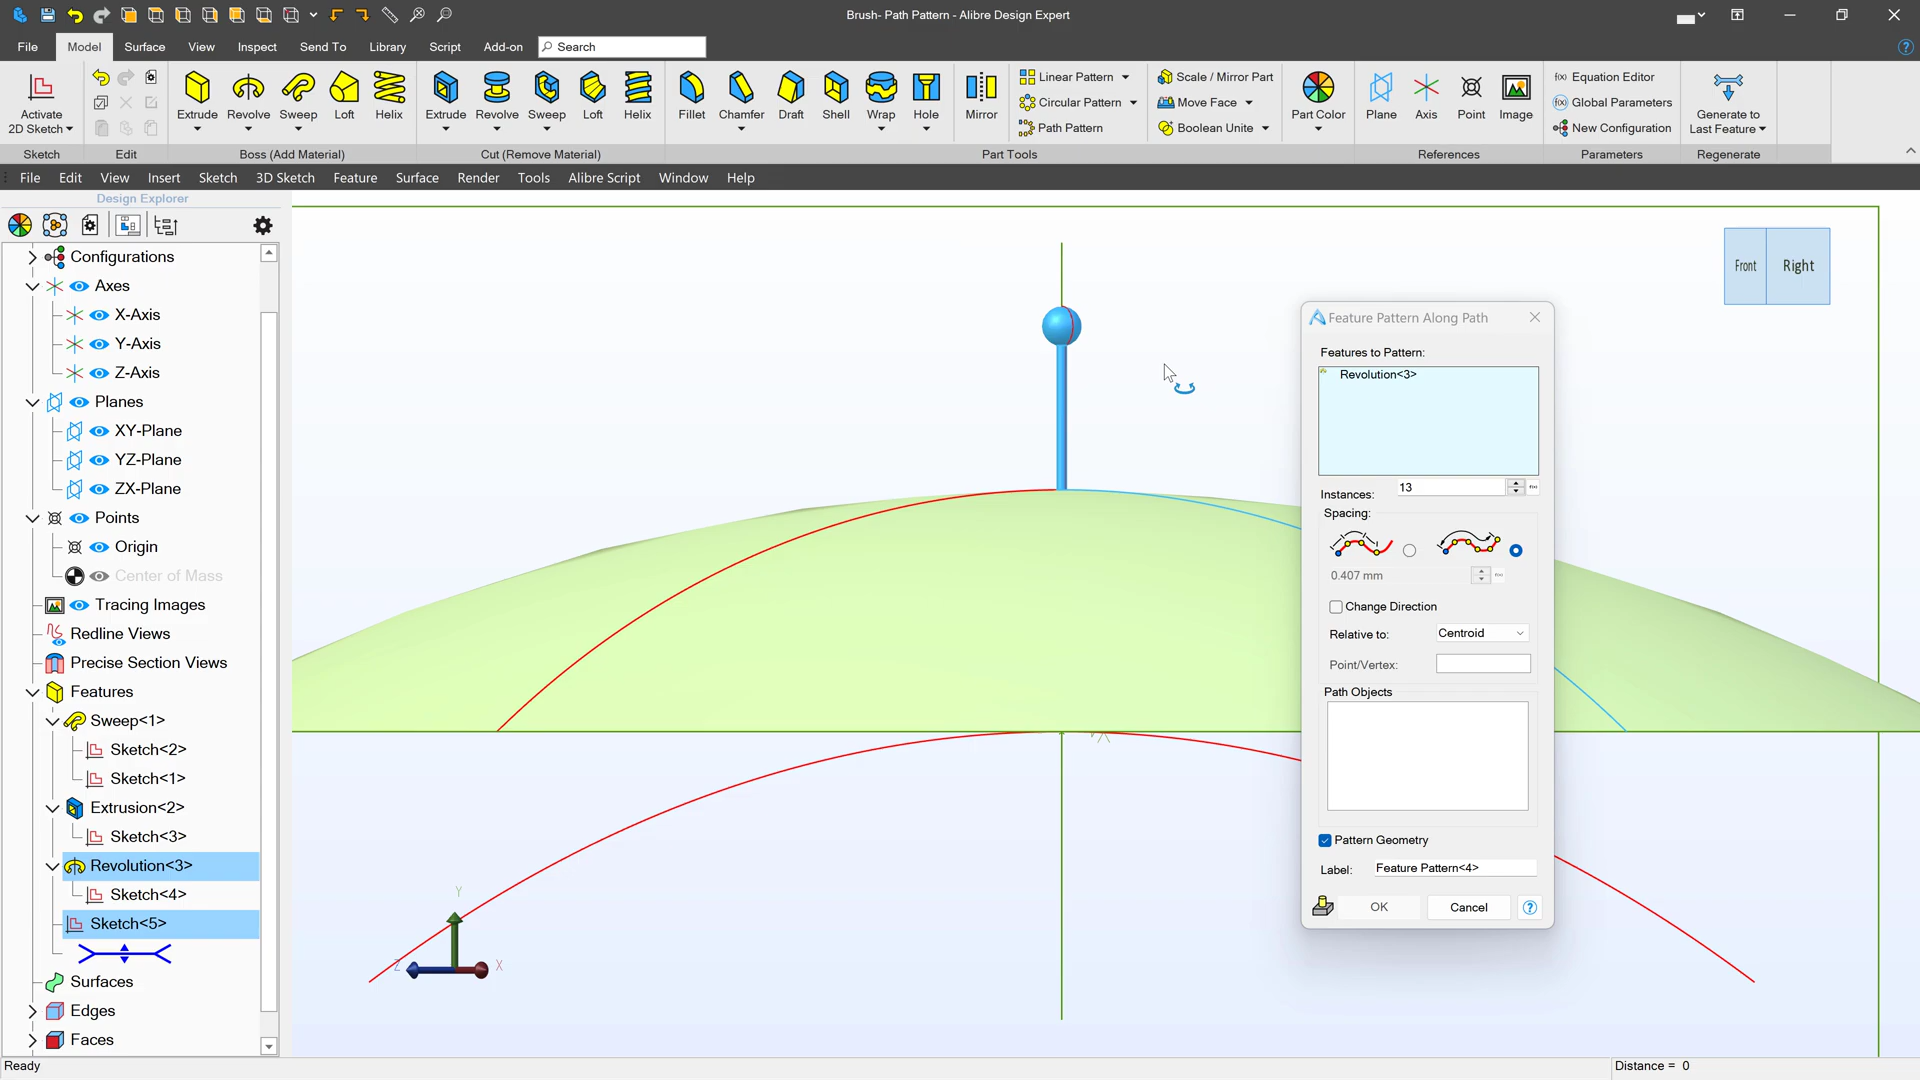 Brush- Path Pattern - Alibre Design Expert
File Model Surface View Inspect Send To Library Script Add-on Search
Activate 2D Sketch
Extrude Revolve Sweep Loft Helix
Extrude Revolve Sweep Loft Helix
Fillet Chamfer Draft Shell Wrap Hole
Mirror
Linear Pattern
Circular Pattern
Path Pattern
Scale / Mirror Part
Move Face
Boolean Unite
Part Color
Plane Axis Point Image
Equation Editor
Global Parameters
New Configuration
Generate to Last Feature
Sketch Edit Boss (Add Material) Cut (Remove Material) Part Tools References Parameters Regenerate
File Edit View Insert Sketch 3D Sketch Feature Surface Render Tools Alibre Script Window Help
Design Explorer
Configurations
Axes
X-Axis
Y-Axis
Z-Axis
Planes
XY-Plane
YZ-Plane
ZX-Plane
Points
Origin
Center of Mass
Tracing Images
Redline Views
Precise Section Views
Features
Sweep<1>
Sketch<2>
Sketch<1>
Extrusion<2>
Sketch<3>
Revolution<3>
Sketch<4>
Sketch<5>
Surfaces
Edges
Faces
Y
Z
X
Front Right
Feature Pattern Along Path
Features to Pattern:
Revolution<3>
Instances: 13
Spacing:
0.407 mm
Change Direction
Relative to: Centroid
Point/Vertex:
Path Objects
Pattern Geometry
Label: Feature Pattern<4>
OK Cancel
Ready
Distance = 0